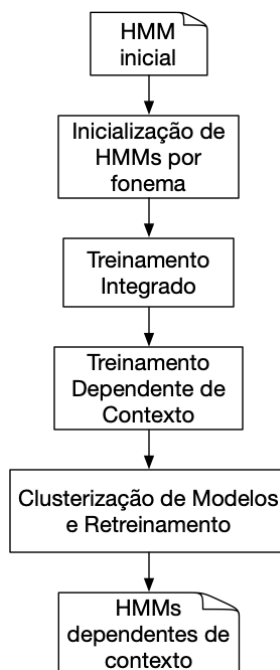 HMM
inicial
Inicialização de
HMMs por
fonema
Treinamento
Integrado
Treinamento
Dependente de
Contexto
Clusterização de Modelos
e Retreinamento
HMMs
dependentes de
contexto